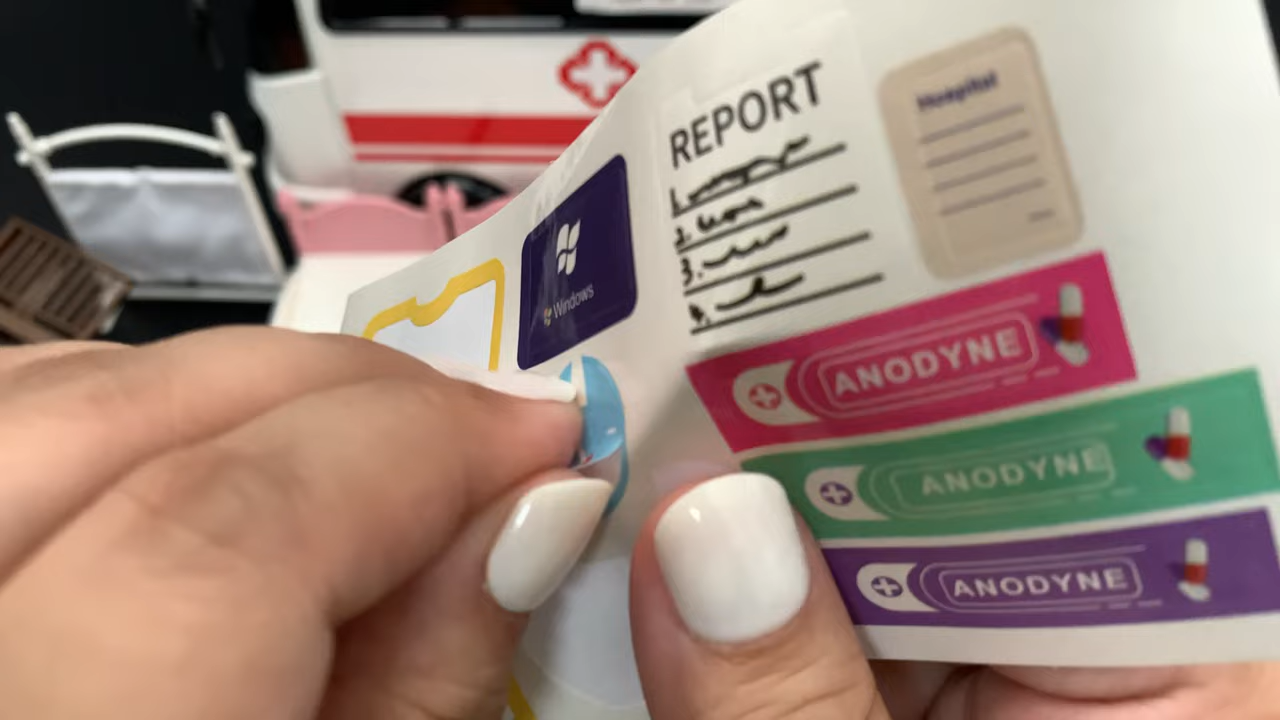 REPORT
1.
2.
3.
4.
Hospital
Windows
ANODYNE
ANODYNE
ANODYNE